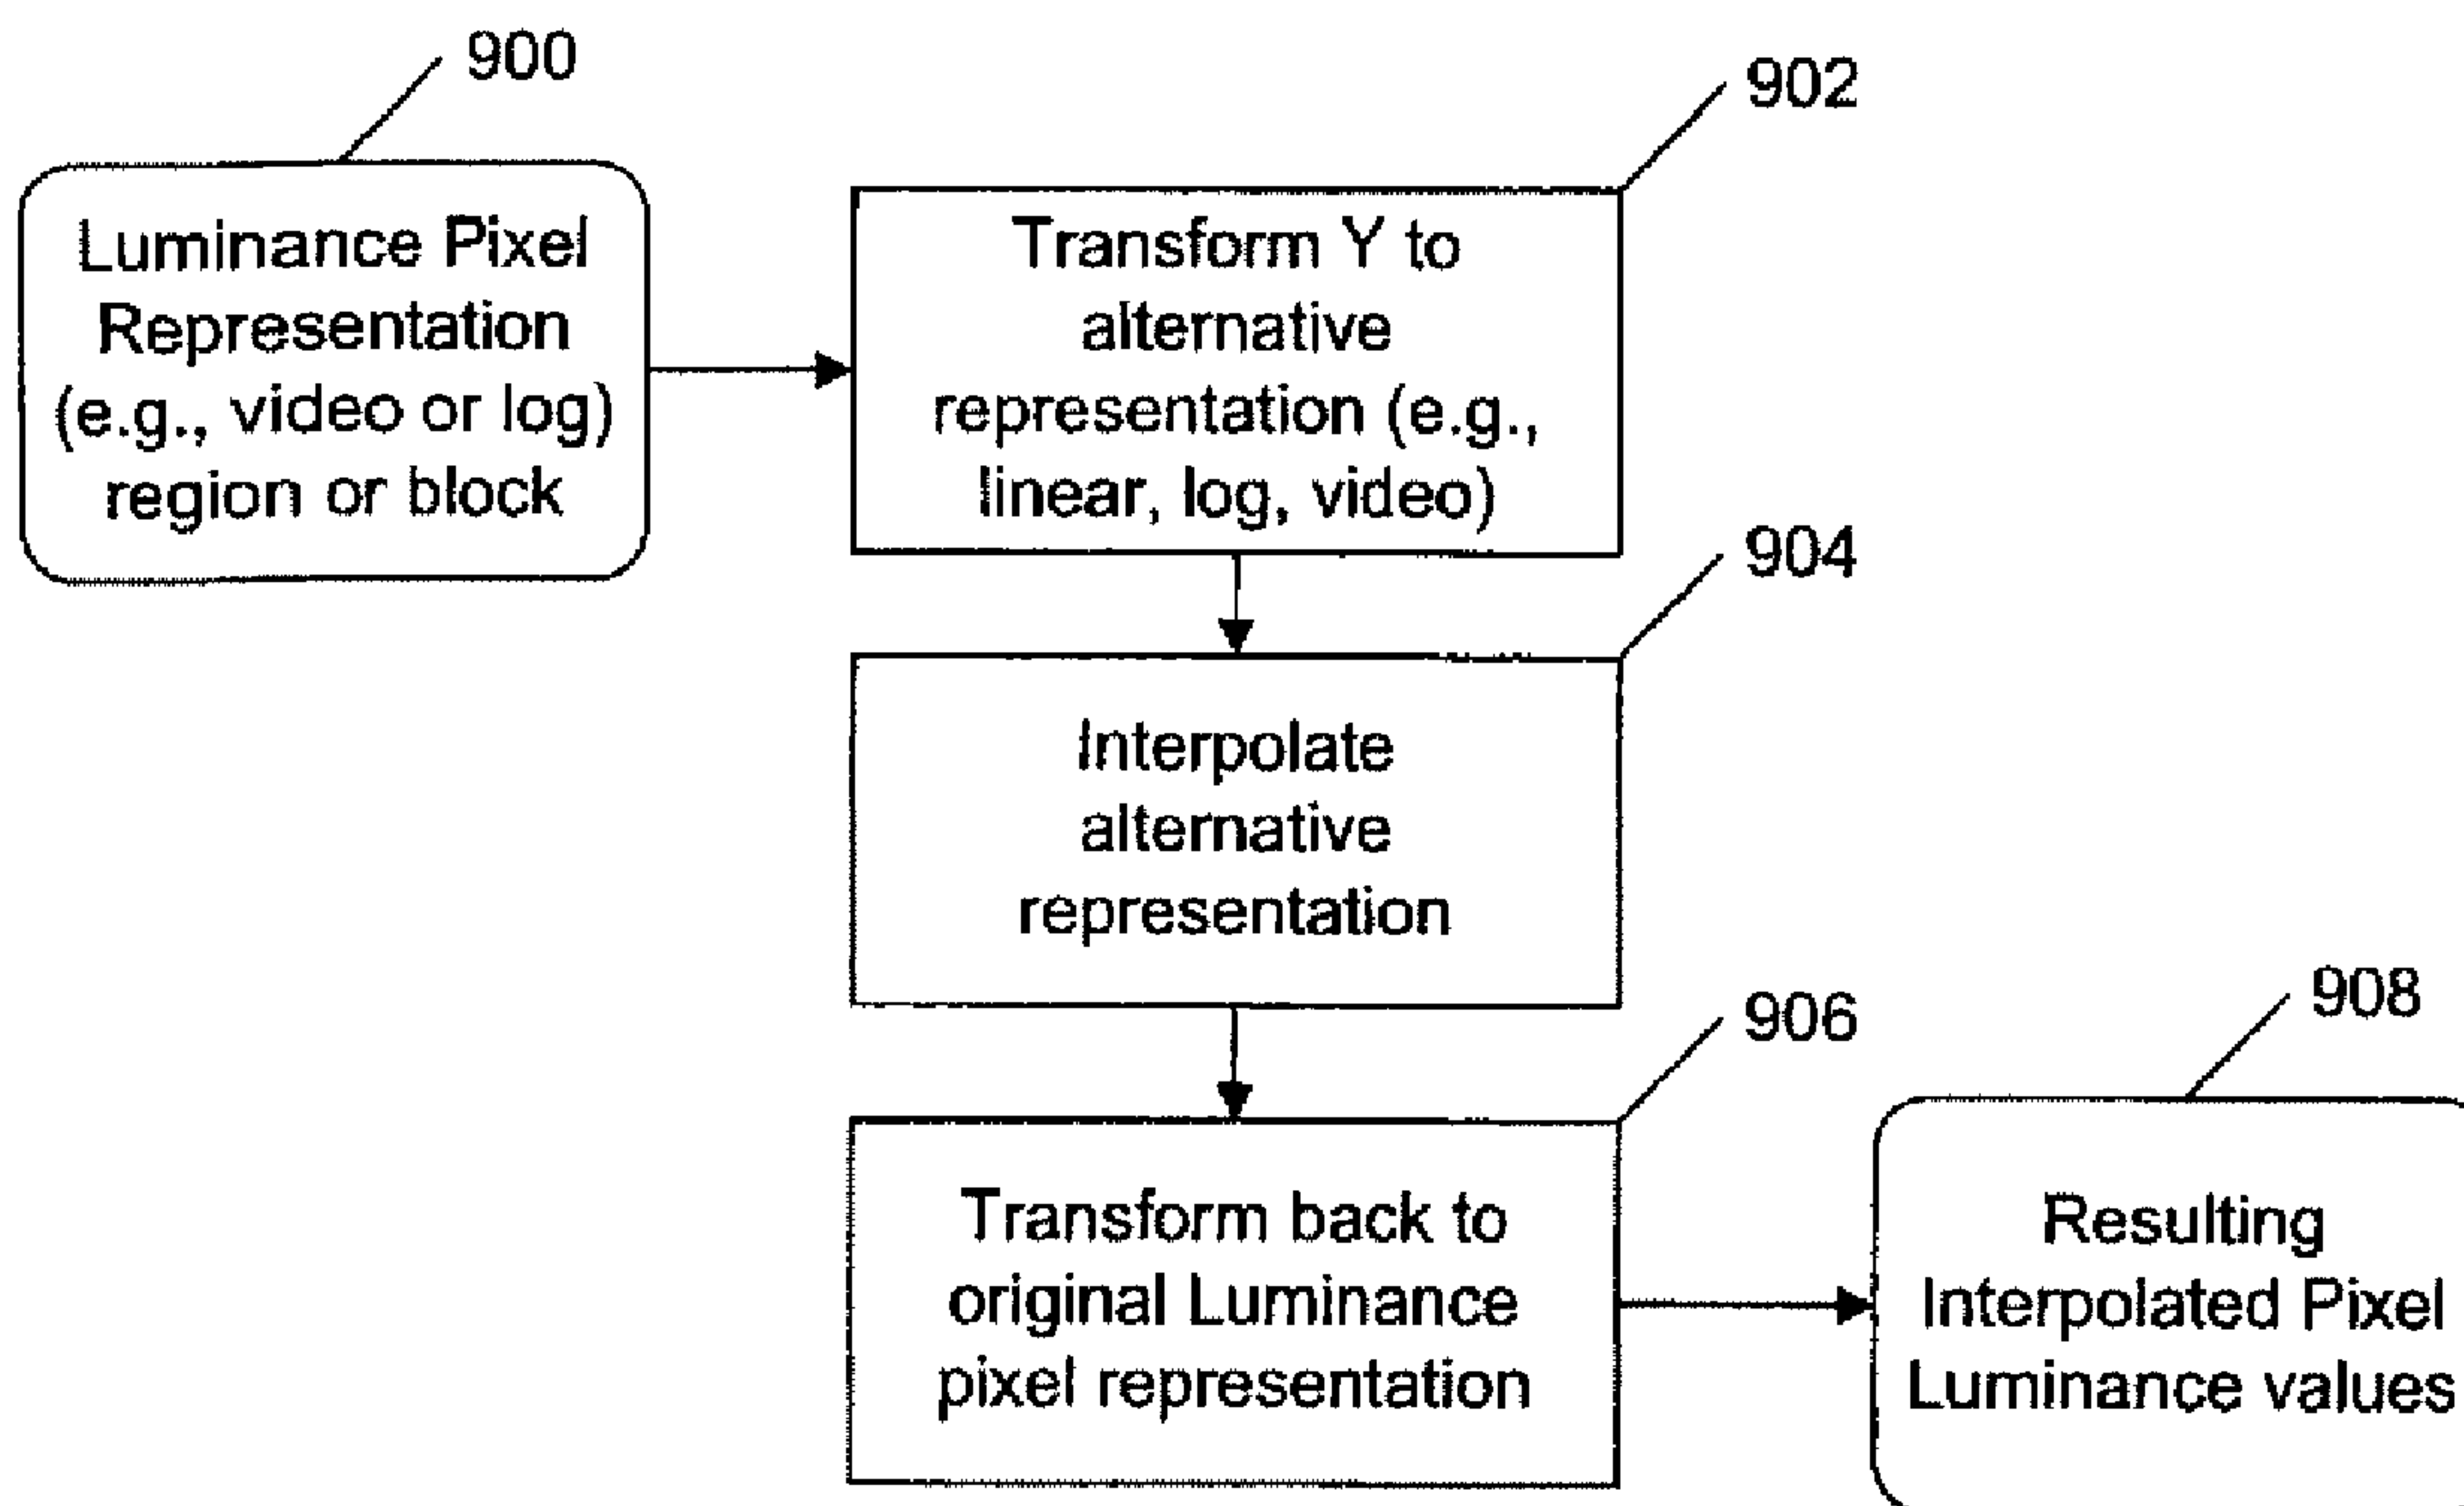 900
Luminance Pixel
Representation
(e.g., video or log)
region or block
902
Transform Y to
alternative
representation (e.g.,
linear, log, video)
904
Interpolate
alternative
representation
906
Transform back to
original Luminance
pixel representation
908
Resulting
Interpolated Pixel
Luminance values